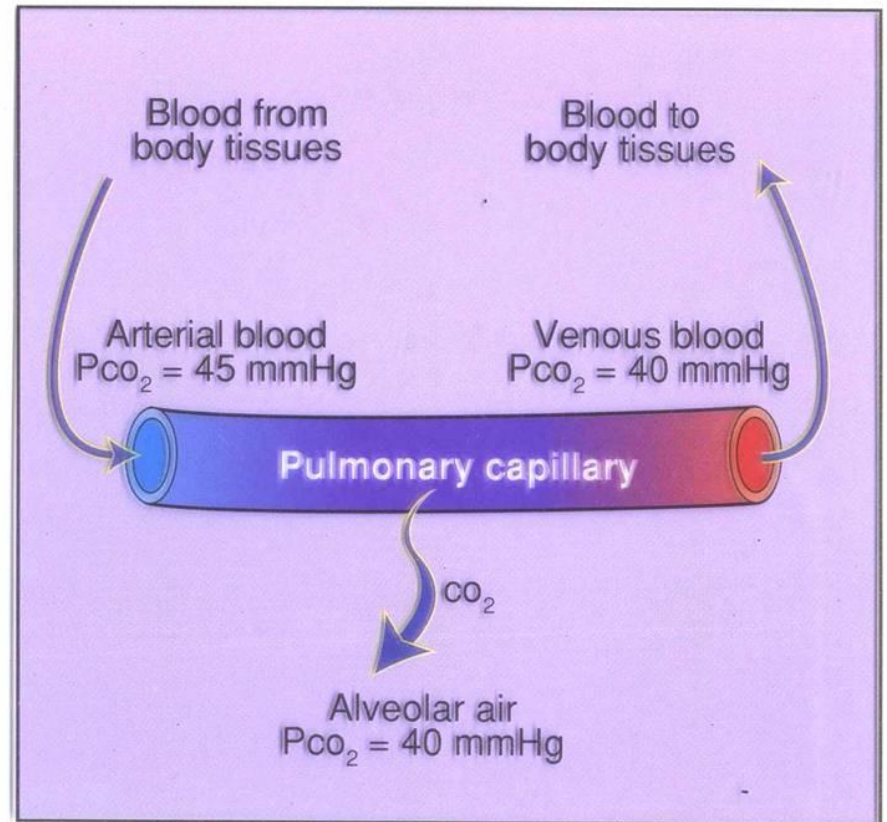 Blood from
body tissues
Blood to
body tissues
Arterial blood
Pco₂ = 45 mmHg
Venous blood
Pco₂ = 40 mmHg
Pulmonary capillary
co₂
Alveolar air
Pco₂ = 40 mmHg